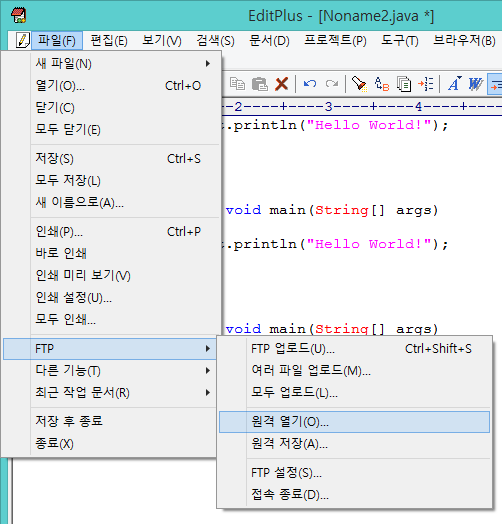 EditPlus - [Noname2.java *]
파일(F) 편집(E) 보기(V) 검색(S) 문서(D) 프로젝트(P) 도구(T) 브라우저(B)
새 파일(N)
열기(O)... Ctrl+O
닫기(C)
모두 닫기(E)
저장(S) Ctrl+S
모두 저장(L)
새 이름으로(A)...
인쇄(P)... Ctrl+P
바로 인쇄
인쇄 미리 보기(V)
인쇄 설정(U)...
모두 인쇄...
FTP
다른 기능(T)
최근 작업 문서(R)
저장 후 종료
종료(X)
----2----+----3----+----4----+--
t.println("Hello World!");
void main(String[] args)
t.println("Hello World!");
void main(String[] args)
FTP 업로드(U)... Ctrl+Shift+S
여러 파일 업로드(M)...
모두 업로드(L)...
원격 열기(O)...
원격 저장(A)...
FTP 설정(S)...
접속 종료(D)...